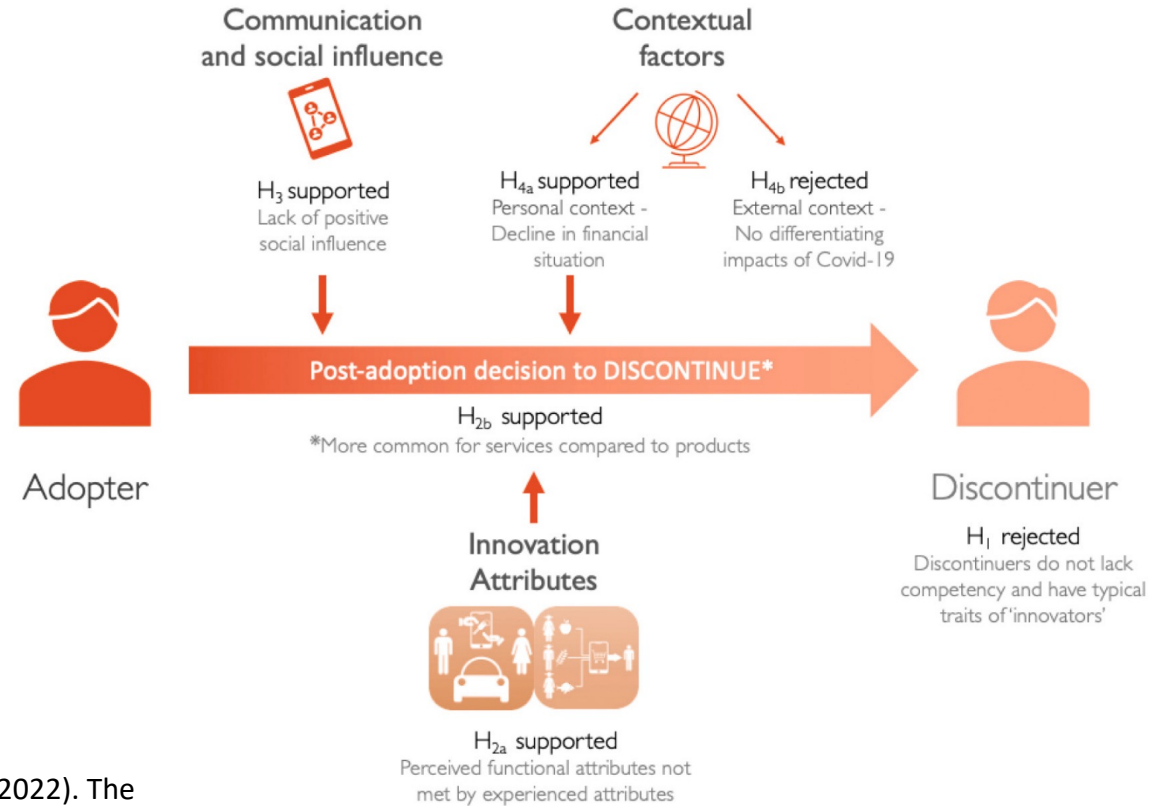 Communication
and social influence
Contextual
factors
H3 supported
Lack of positive
social influence
H4a supported
Personal context -
Decline in financial
situation
H4b rejected
External context -
No differentiating
impacts of Covid-19
Post-adoption decision to DISCONTINUE*
H2b supported
*More common for services compared to products
Adopter
Discontinuer
H1 rejected
Discontinuers do not lack
competency and have typical
traits of 'innovators'
Innovation
Attributes
H2a supported
Perceived functional attributes not
met by experienced attributes
2022). The